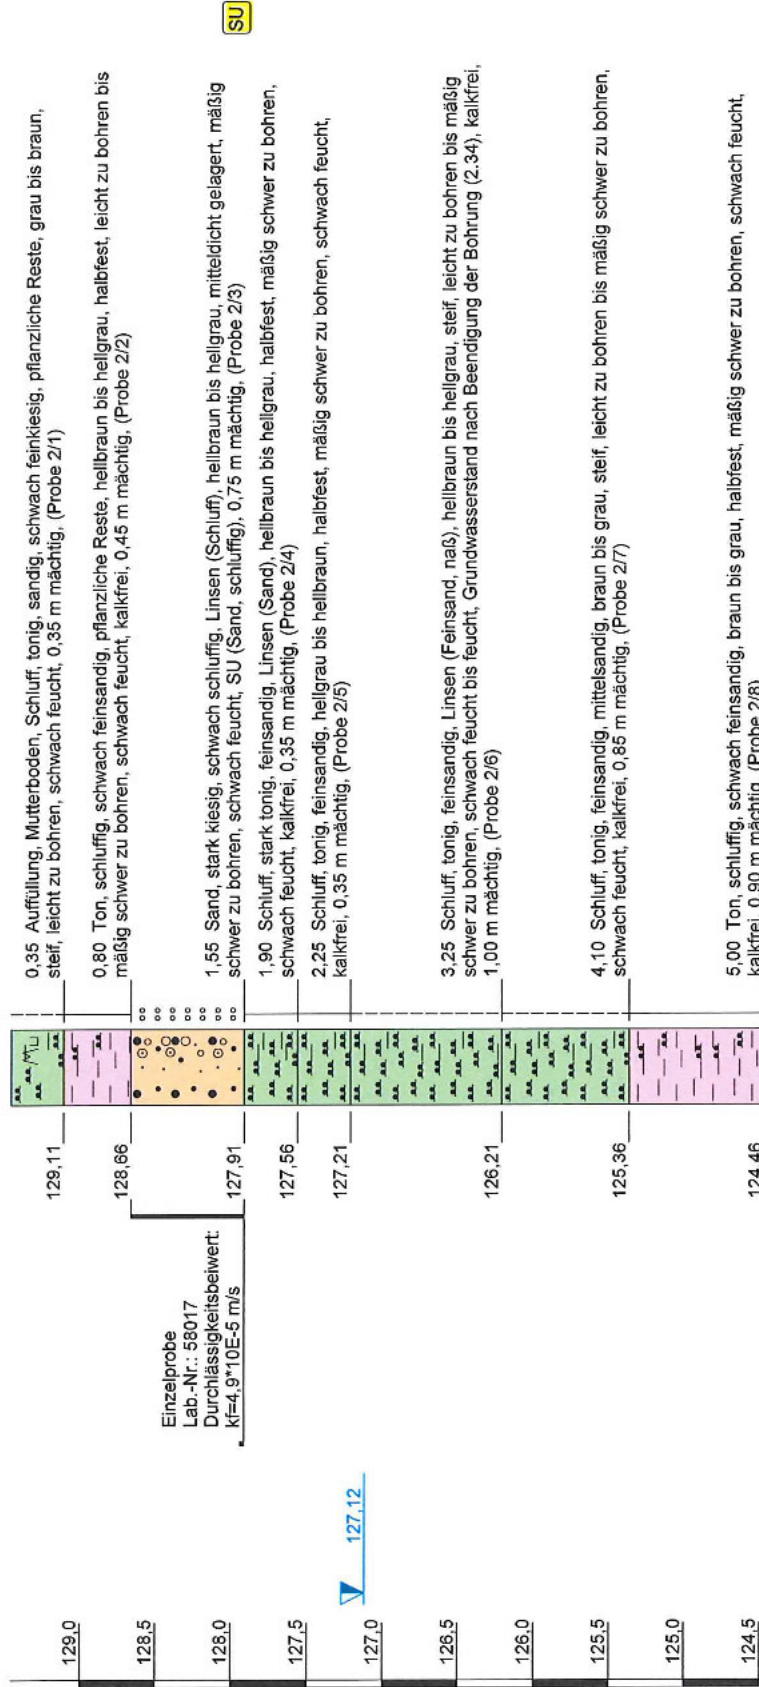 0,35 Auffüllung, Mutterboden, Schluff, tonig, sandig, schwach feinkiesig, pflanzliche Reste, grau bis braun,
steif, leicht zu bohren, schwach feucht, 0,35 m mächtig, (Probe 2/1)
0,80 Ton, schluffig, schwach feinsandig, pflanzliche Reste, hellbraun bis hellgrau, halbfest, leicht zu bohren bis
mäßig schwer zu bohren, schwach feucht, kalkfrei, 0,45 m mächtig, (Probe 2/2)
1,55 Sand, stark kiesig, schwach schluffig, Linsen (Schluff), hellbraun bis hellgrau, mitteldicht gelagert, mäßig
schwer zu bohren, schwach feucht, SU (Sand, schluffig), 0,75 m mächtig, (Probe 2/3)
SU
1,90 Schluff, stark tonig, feinsandig, Linsen (Sand), hellbraun bis hellgrau, halbfest, mäßig schwer zu bohren,
schwach feucht, kalkfrei, 0,35 m mächtig, (Probe 2/4)
2,25 Schluff, tonig, feinsandig, hellgrau bis hellbraun, halbfest, mäßig schwer zu bohren, schwach feucht,
kalkfrei, 0,35 m mächtig, (Probe 2/5)
3,25 Schluff, tonig, feinsandig, Linsen (Feinsand, naß), hellbraun bis hellgrau, steif, leicht zu bohren bis mäßig
schwer zu bohren, schwach feucht bis feucht, Grundwasserstand nach Beendigung der Bohrung (2.34), kalkfrei,
1,00 m mächtig, (Probe 2/6)
4,10 Schluff, tonig, feinsandig, mittelsandig, braun bis grau, steif, leicht zu bohren bis mäßig schwer zu bohren,
schwach feucht, kalkfrei, 0,85 m mächtig, (Probe 2/7)
5,00 Ton, schluffig, schwach feinsandig, braun bis grau, halbfest, mäßig schwer zu bohren, schwach feucht,
kalkfrei, 0,90 m mächtig, (Probe 2/8)
129,11
128,66
127,91
127,56
127,21
126,21
125,36
124,46
Einzelprobe
Lab.-Nr.: 58017
Durchlässigkeitsbeiwert:
kf=4,9*10E-5 m/s
127,12
129,0
128,5
128,0
127,5
127,0
126,5
126,0
125,5
125,0
124,5